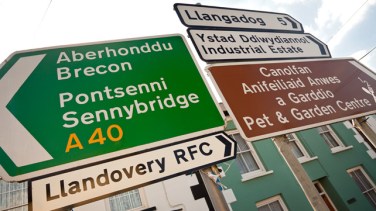 Aberhonddu
Brecon
Pontsenni
Sennybridge
A40
Llandovery RFC
Llangadog 5
Ystad Ddiwydiannol
Industrial Estate
Canolfan
Anifeiliaid Anwes
a Garddio
Pet & Garden Centre